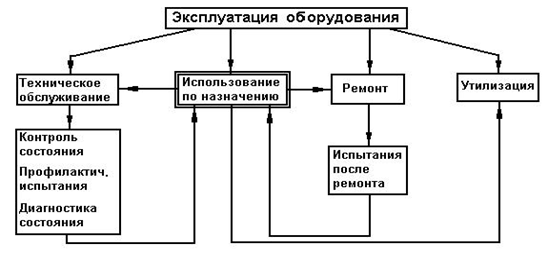 Эксплуатация оборудования
Техническое
обслуживание
Использование
по назначению
Ремонт
Утилизация
Контроль
состояния
Профилактич.
испытания
Диагностика
состояния
Испытания
после
ремонта